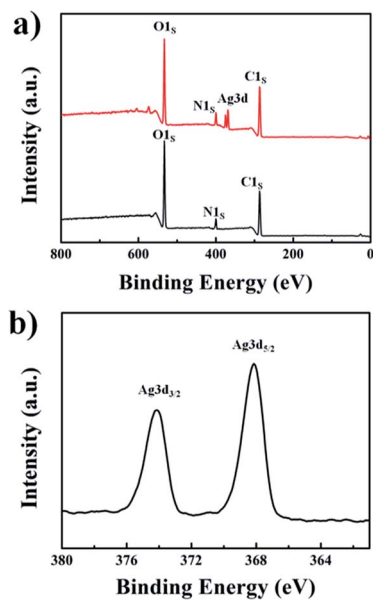 a)
O1s
N1s Ag3d C1s
O1s
N1s C1s
Intensity (a.u.)
800 600 400 200 0
Binding Energy (eV)
b)
Ag3d5/2
Ag3d3/2
Intensity (a.u.)
380 376 372 368 364
Binding Energy (eV)